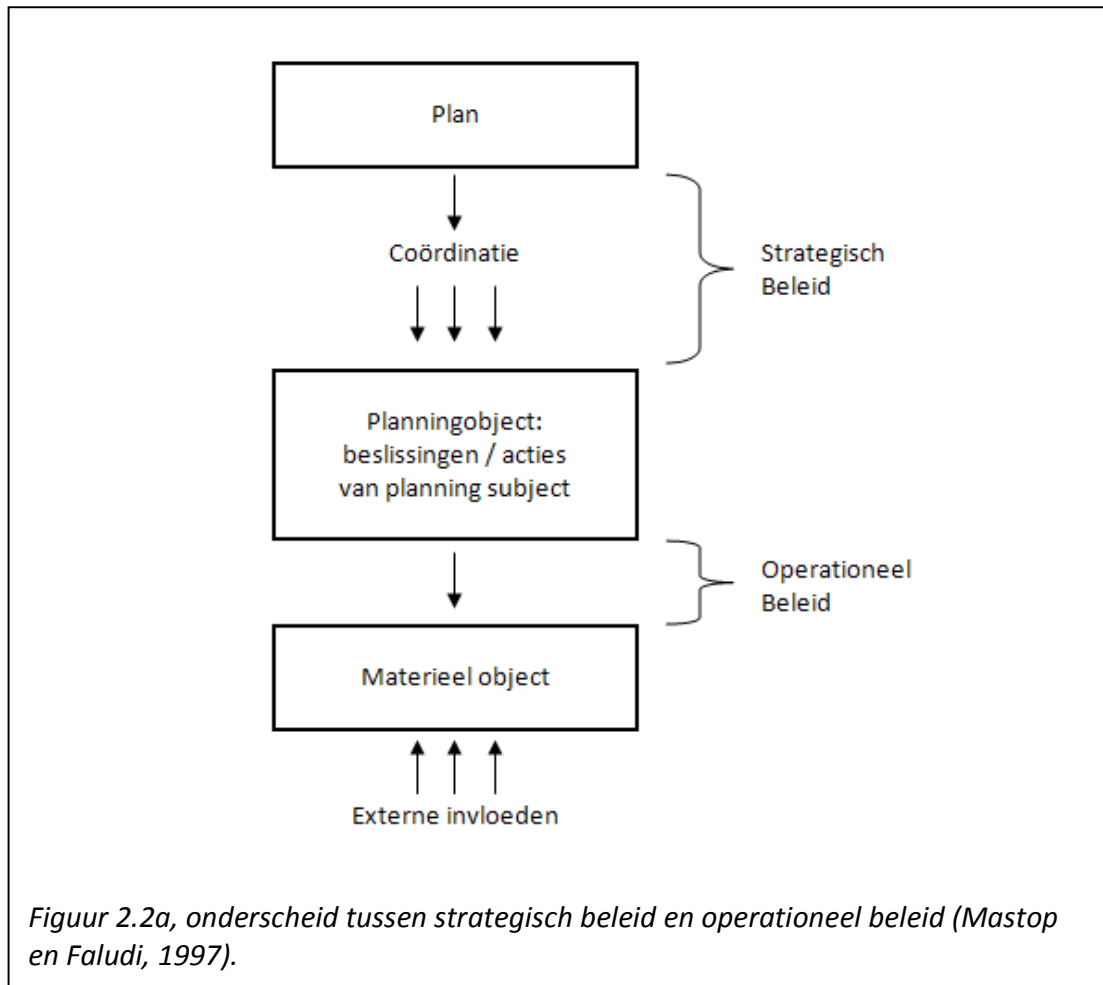 Plan
Coördinatie
Strategisch
Beleid
Planningobject:
beslissingen / acties
van planning subject
Operationeel
Beleid
Materieel object
Externe invloeden
Figuur 2.2a, onderscheid tussen strategisch beleid en operationeel beleid (Mastop
en Faludi, 1997).